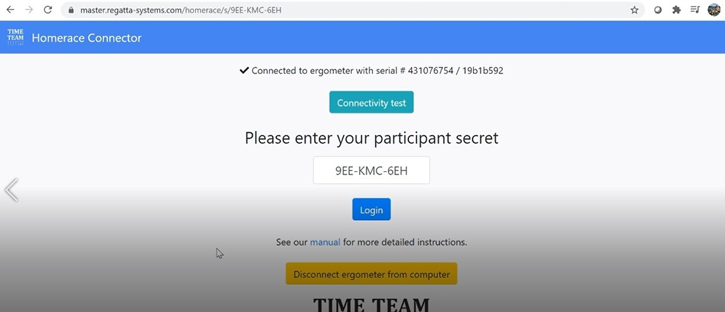 master.regatta-systems.com/homerace/s/9EE-KMC-6EH
TIME TEAM
Homerace Connector
✔ Connected to ergometer with serial # 431076754 / 19b1b592
Connectivity test
Please enter your participant secret
9EE-KMC-6EH
Login
See our manual for more detailed instructions.
Disconnect ergometer from computer
TIME TEAM